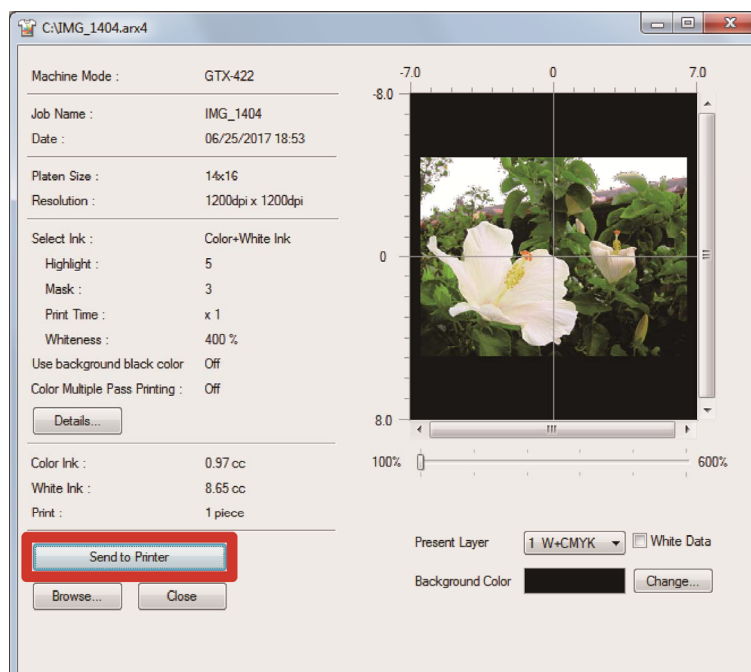 C:\IMG_1404.arx4
Machine Mode : GTX-422
Job Name : IMG_1404
Date : 06/25/2017 18:53
Platen Size : 14x16
Resolution : 1200dpi x 1200dpi
Select Ink : Color+White Ink
Highlight : 5
Mask : 3
Print Time : x 1
Whiteness : 400 %
Use background black color Off
Color Multiple Pass Printing : Off
Details...
Color Ink : 0.97 cc
White Ink : 8.65 cc
Print : 1 piece
Send to Printer
Browse... Close
-7.0 0 7.0
-8.0
0
8.0
100% 600%
Present Layer 1 W+CMYK White Data
Background Color Change...